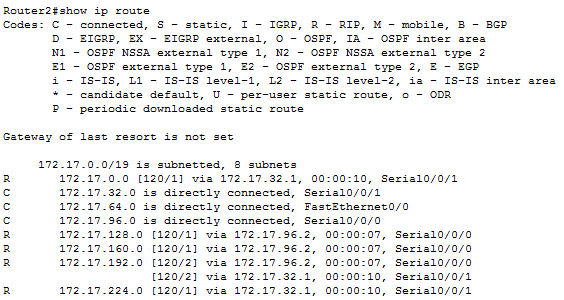 Router2#show ip route
Codes: C - connected, S - static, I - IGRP, R - RIP, M - mobile, B - BGP
       D - EIGRP, EX - EIGRP external, O - OSPF, IA - OSPF inter area
       N1 - OSPF NSSA external type 1, N2 - OSPF NSSA external type 2
       E1 - OSPF external type 1, E2 - OSPF external type 2, E - EGP
       i - IS-IS, L1 - IS-IS level-1, L2 - IS-IS level-2, ia - IS-IS inter area
       * - candidate default, U - per-user static route, o - ODR
       P - periodic downloaded static route
Gateway of last resort is not set
     172.17.0.0/19 is subnetted, 8 subnets
R       172.17.0.0 [120/1] via 172.17.32.1, 00:00:10, Serial0/0/1
C       172.17.32.0 is directly connected, Serial0/0/1
C       172.17.64.0 is directly connected, FastEthernet0/0
C       172.17.96.0 is directly connected, Serial0/0/0
R       172.17.128.0 [120/1] via 172.17.96.2, 00:00:07, Serial0/0/0
R       172.17.160.0 [120/1] via 172.17.96.2, 00:00:07, Serial0/0/0
R       172.17.192.0 [120/2] via 172.17.96.2, 00:00:07, Serial0/0/0
                     [120/2] via 172.17.32.1, 00:00:10, Serial0/0/1
R       172.17.224.0 [120/1] via 172.17.32.1, 00:00:10, Serial0/0/1